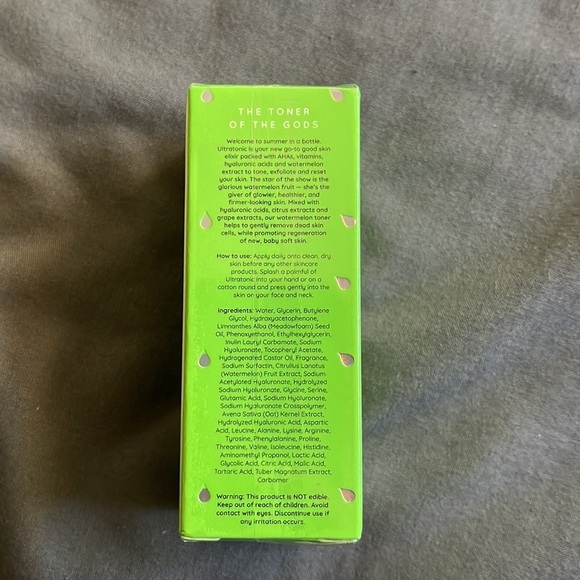 THE TONER
OF THE GODS
Welcome to summer in a bottle.
Ultratonic is your new go-to good skin
elixir packed with AHAs, vitamins,
hyaluronic acids and watermelon
extract to tone, exfoliate and reset
your skin. The star of the show is the
glorious watermelon fruit — she's the
giver of glowier, healthier, and
firmer-looking skin. Mixed with
hyaluronic acids, citrus extracts and
grape extracts, our watermelon toner
helps to gently remove dead skin
cells, while promoting regeneration
of new, baby soft skin.
How to use: Apply daily onto clean, dry
skin before any other skincare
products. Splash a palmful of
Ultratonic into your hand or on a
cotton round and press gently into the
skin on your face and neck.
Ingredients: Water, Glycerin, Butylene
Glycol, Hydroxyacetophenone,
Limnanthes Alba (Meadowfoam) Seed
Oil, Phenoxyethanol, Ethylhexylglycerin,
Inulin Lauryl Carbamate, Sodium
Hyaluronate, Tocopheryl Acetate,
Hydrogenated Castor Oil, Fragrance,
Sodium Surfactin, Citrullus Lanatus
(Watermelon) Fruit Extract, Sodium
Acetylated Hyaluronate, Hydrolyzed
Sodium Hyaluronate, Glycine, Serine,
Glutamic Acid, Sodium Hyaluronate,
Sodium Hyaluronate Crosspolymer,
Avena Sativa (Oat) Kernel Extract,
Hydrolyzed Hyaluronic Acid, Aspartic
Acid, Leucine, Alanine, Lysine, Arginine,
Tyrosine, Phenylalanine, Proline,
Threonine, Valine, Isoleucine, Histidine,
Aminomethyl Propanol, Lactic Acid,
Glycolic Acid, Citric Acid, Malic Acid,
Tartaric Acid, Tuber Magnatum Extract,
Carbomer
Warning: This product is NOT edible.
Keep out of reach of children. Avoid
contact with eyes. Discontinue use if
any irritation occurs.